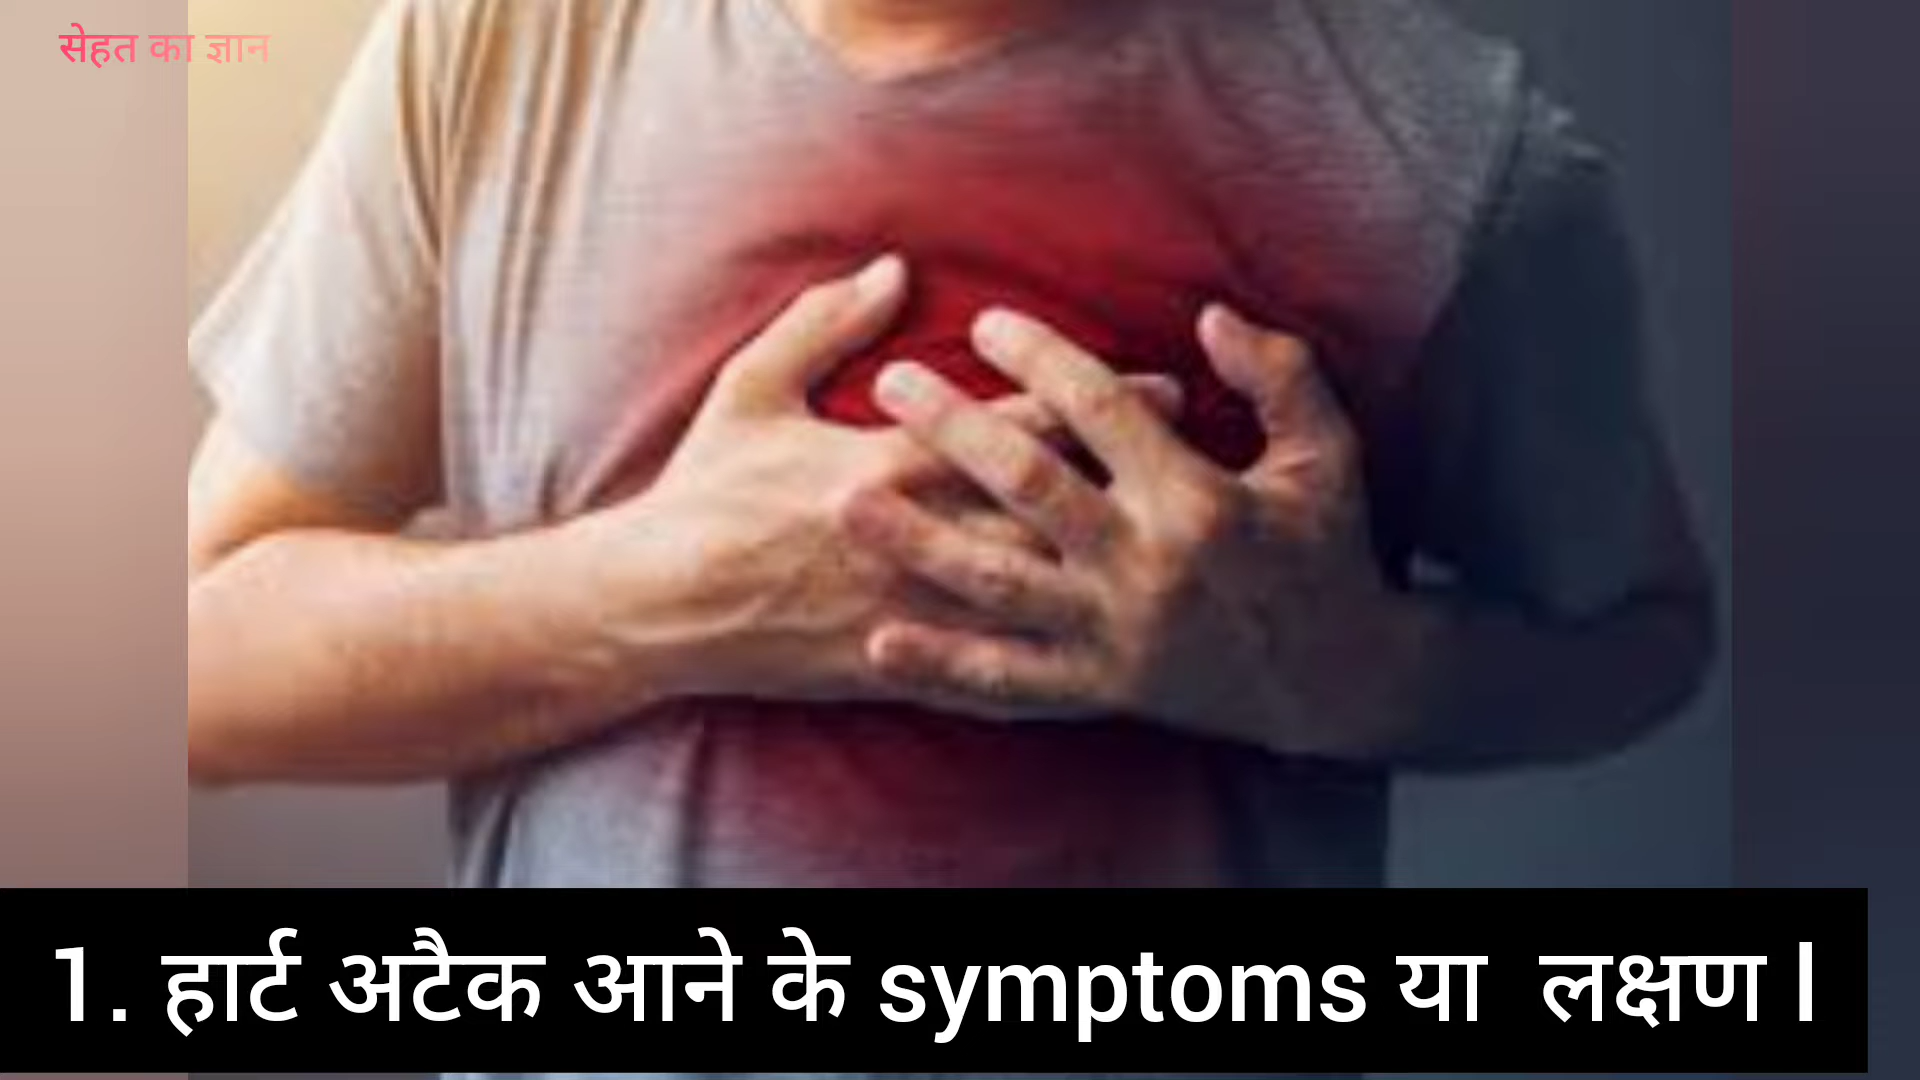 सेहत का ज्ञान
1. हार्ट अटैक आने के symptoms या लक्षण।